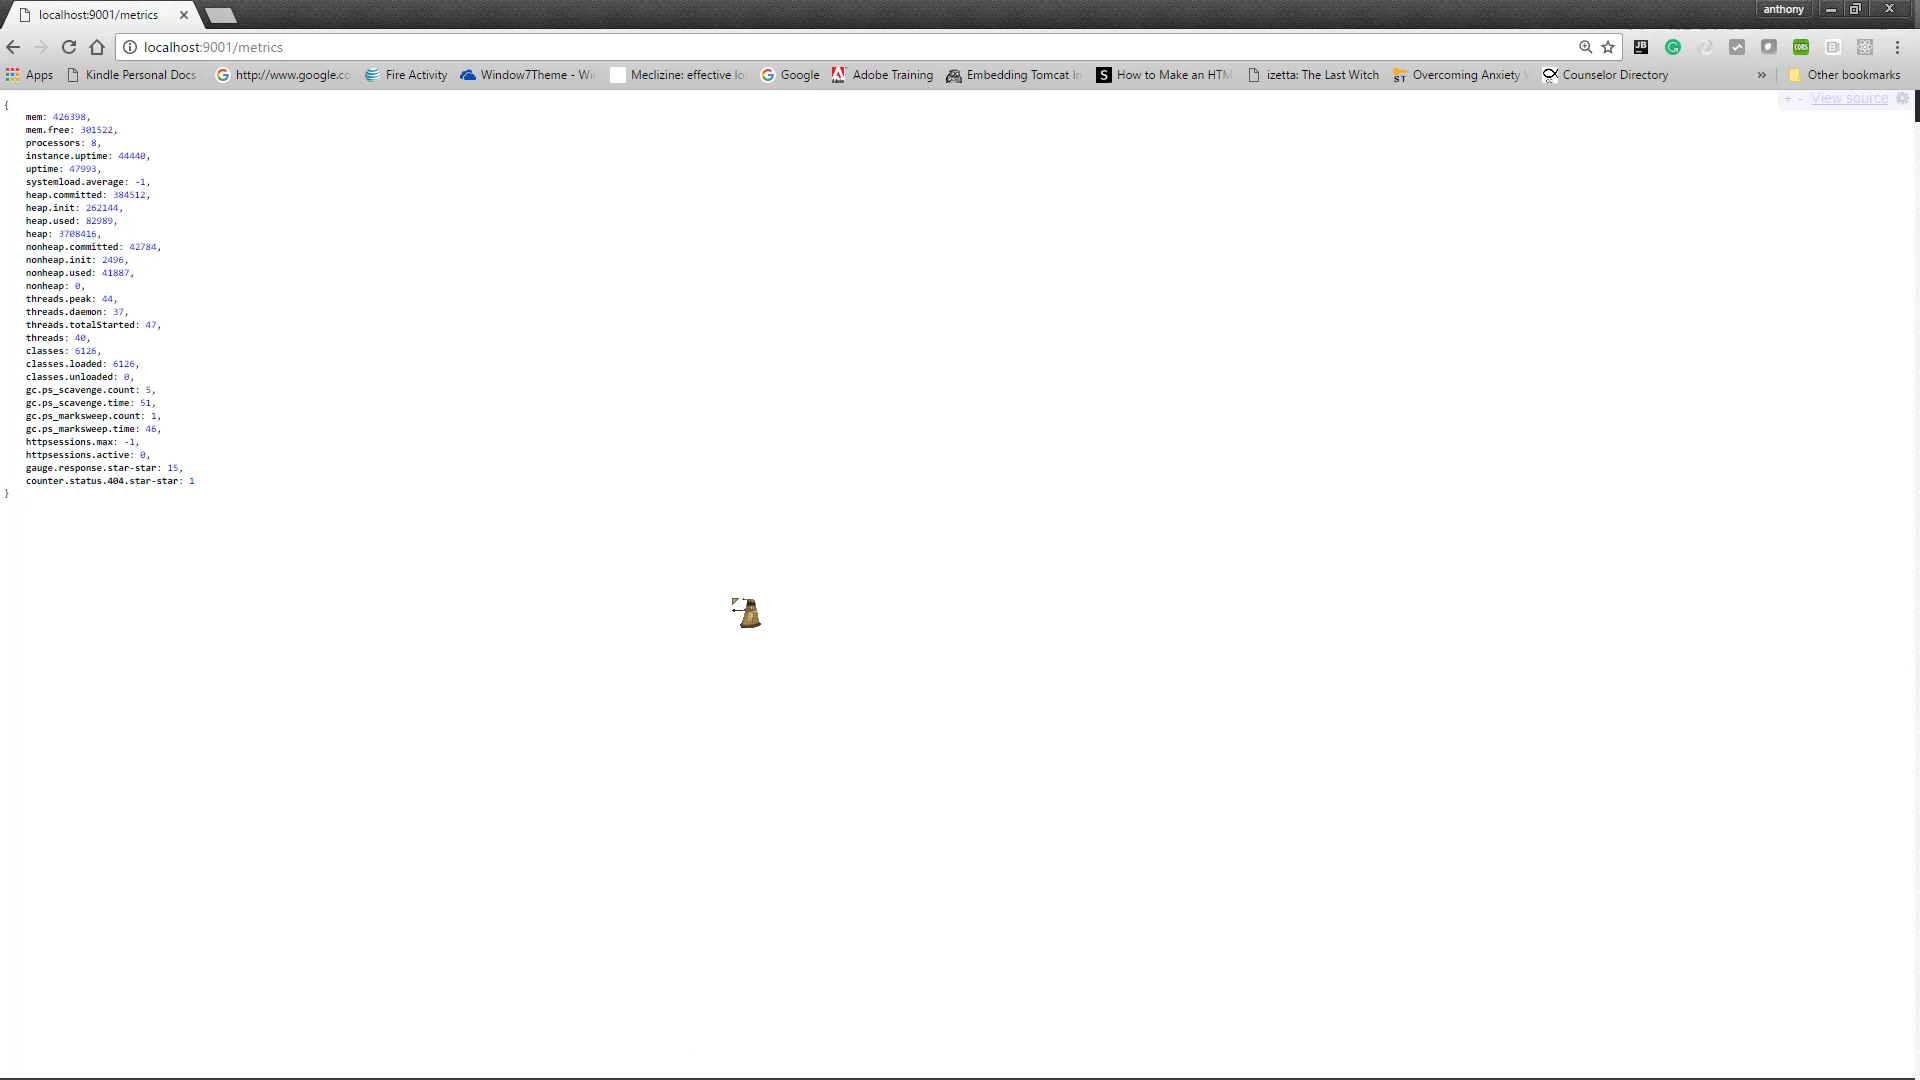 localhost:9001/metrics
anthony
localhost:9001/metrics
Apps Kindle Personal Docs http://www.google.co Fire Activity Window7Theme - Wi Meclizine: effective lo Google Adobe Training Embedding Tomcat In How to Make an HTM izetta: The Last Witch Overcoming Anxiety Counselor Directory » Other bookmarks
+ - View source
{
mem: 426398,
mem.free: 301522,
processors: 8,
instance.uptime: 44440,
uptime: 47993,
systemload.average: -1,
heap.committed: 384512,
heap.init: 262144,
heap.used: 82989,
heap: 3708416,
nonheap.committed: 42784,
nonheap.init: 2496,
nonheap.used: 41887,
nonheap: 0,
threads.peak: 44,
threads.daemon: 37,
threads.totalStarted: 47,
threads: 40,
classes: 6126,
classes.loaded: 6126,
classes.unloaded: 0,
gc.ps_scavenge.count: 5,
gc.ps_scavenge.time: 51,
gc.ps_marksweep.count: 1,
gc.ps_marksweep.time: 46,
httpsessions.max: -1,
httpsessions.active: 0,
gauge.response.star-star: 15,
counter.status.404.star-star: 1
}